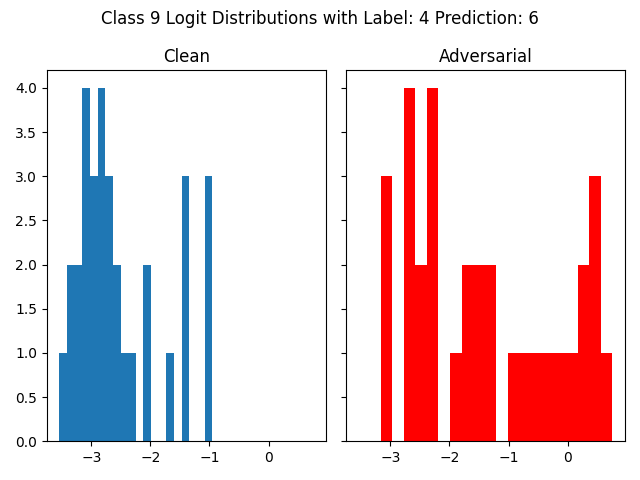 Class 9 Logit Distributions with Label: 4 Prediction: 6
Clean
Adversarial
4.0
3.5
3.0
2.5
2.0
1.5
1.0
0.5
0.0
−3 −2 −1 0
−3 −2 −1 0